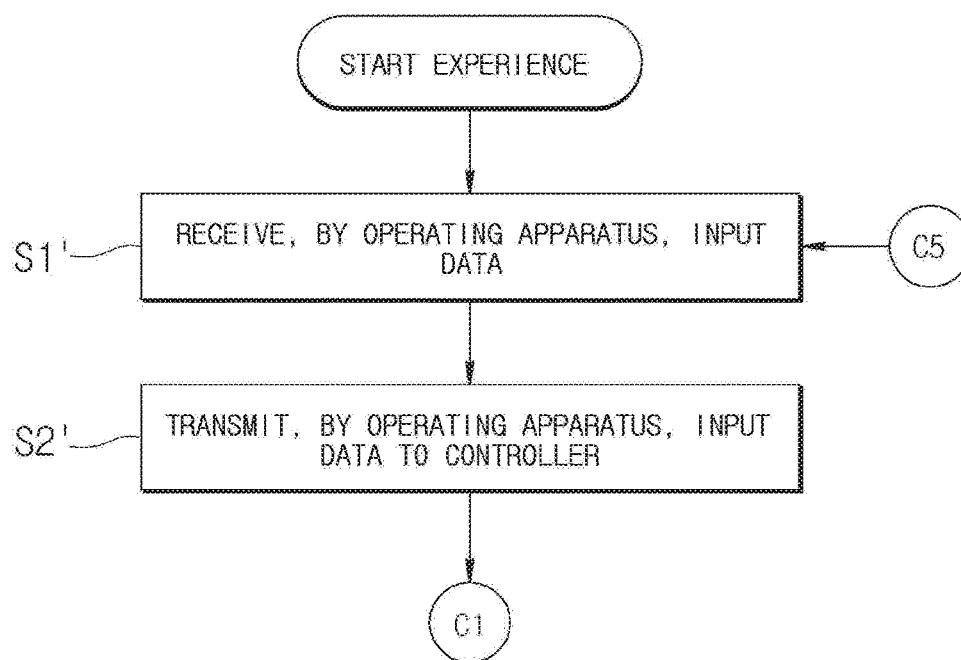 START EXPERIENCE
S1'
RECEIVE, BY OPERATING APPARATUS, INPUT
DATA
C5
S2'
TRANSMIT, BY OPERATING APPARATUS, INPUT
DATA TO CONTROLLER
C1